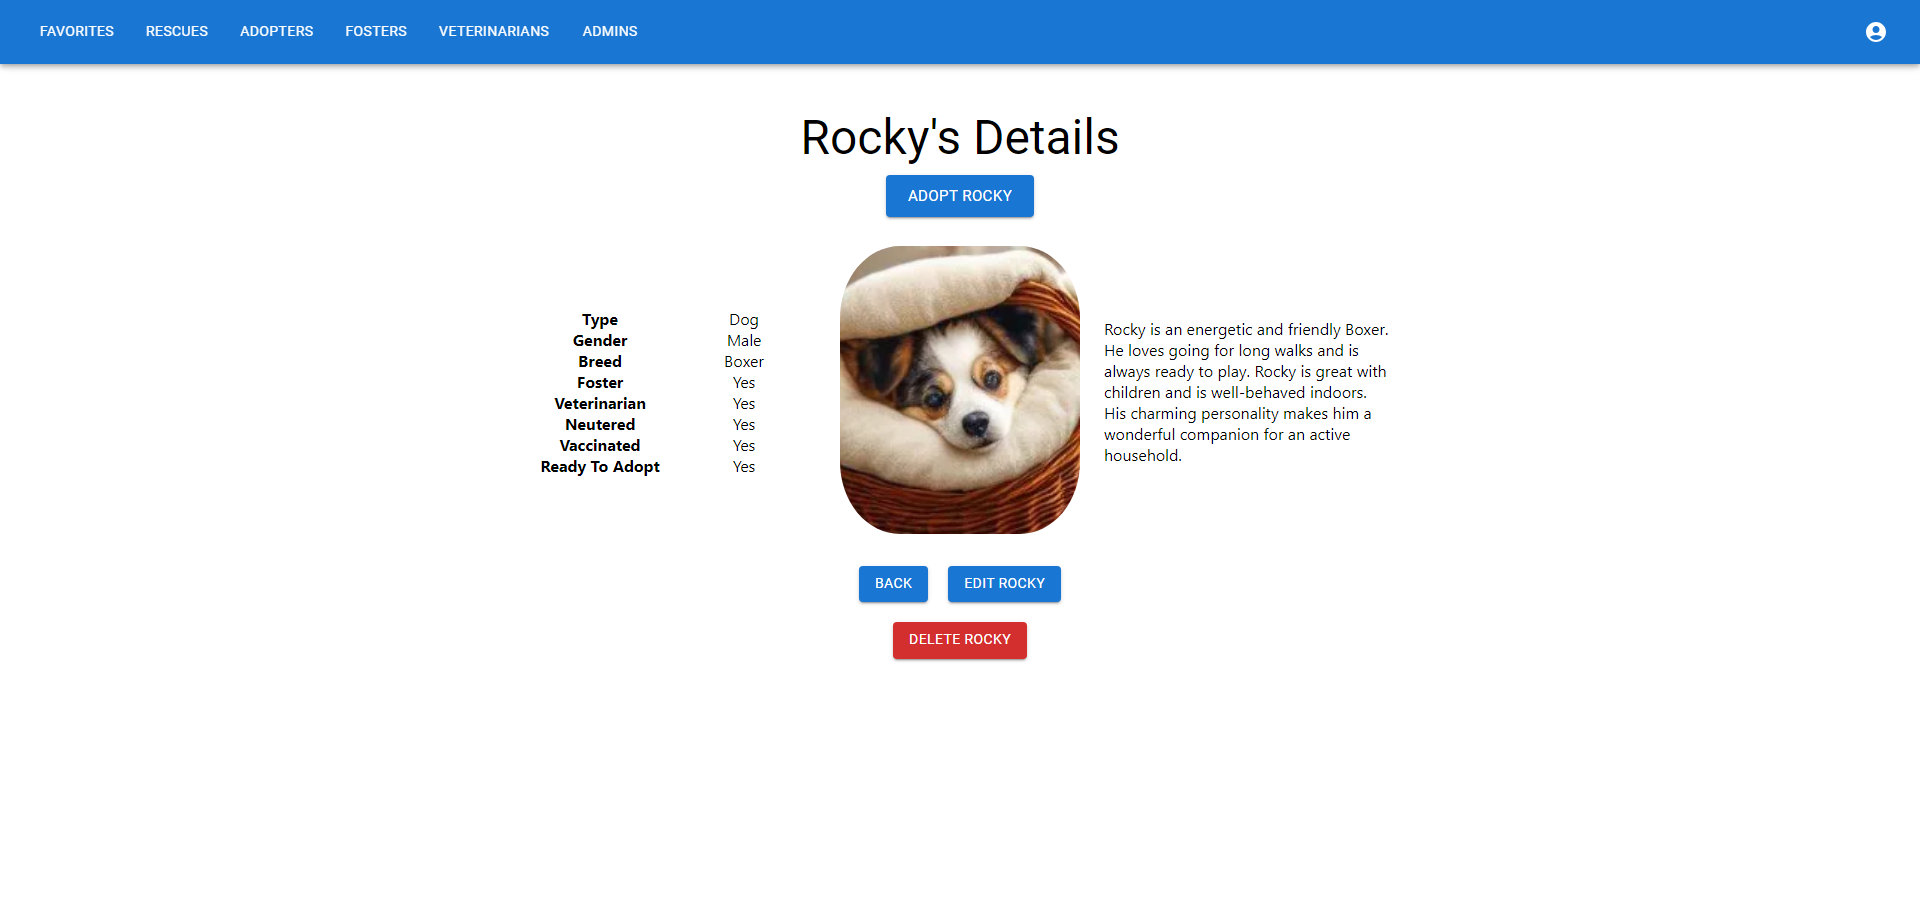 FAVORITES RESCUES ADOPTERS FOSTERS VETERINARIANS ADMINS
Rocky's Details
ADOPT ROCKY
Type Dog
Gender Male
Breed Boxer
Foster Yes
Veterinarian Yes
Neutered Yes
Vaccinated Yes
Ready To Adopt Yes
Rocky is an energetic and friendly Boxer.
He loves going for long walks and is
always ready to play. Rocky is great with
children and is well-behaved indoors.
His charming personality makes him a
wonderful companion for an active
household.
BACK EDIT ROCKY
DELETE ROCKY